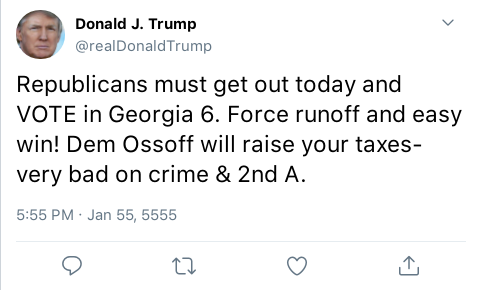 Donald J. Trump
@realDonaldTrump
Republicans must get out today and
VOTE in Georgia 6. Force runoff and easy
win! Dem Ossoff will raise your taxes-
very bad on crime & 2nd A.
5:55 PM · Jan 55, 5555